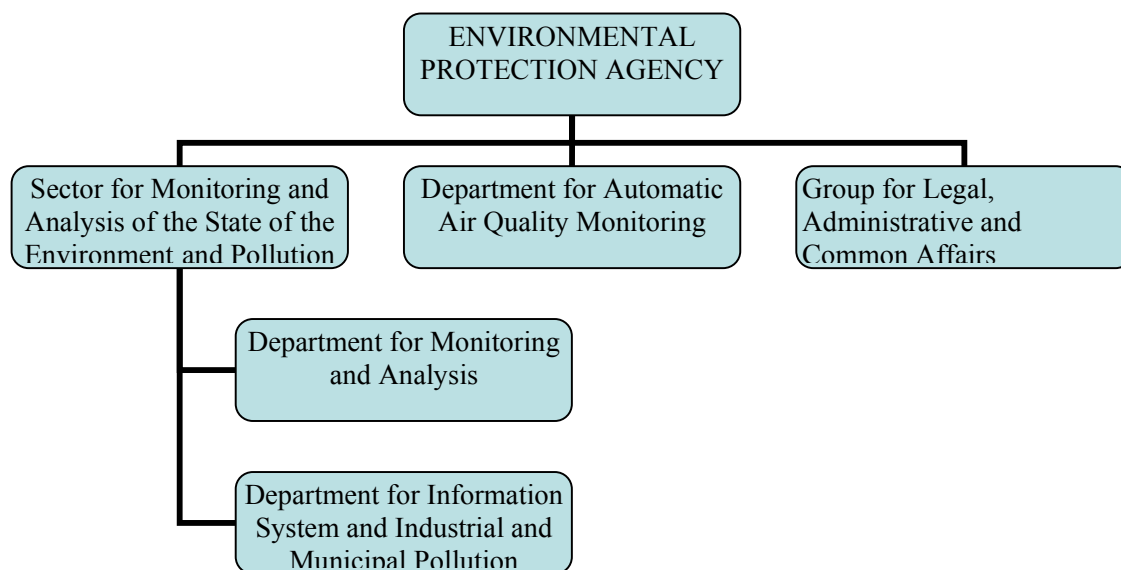 ENVIRONMENTAL
PROTECTION AGENCY
Sector for Monitoring and
Analysis of the State of the
Environment and Pollution
Department for Automatic
Air Quality Monitoring
Group for Legal,
Administrative and
Common Affairs
Department for Monitoring
and Analysis
Department for Information
System and Industrial and
Municipal Pollution